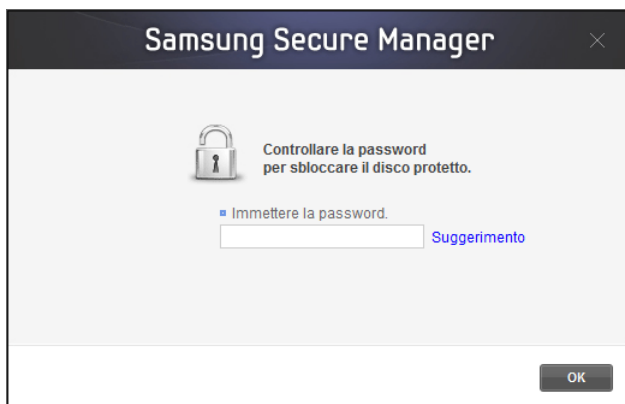 Samsung Secure Manager
Controllare la password
per sbloccare il disco protetto.
Immettere la password.
Suggerimento
OK